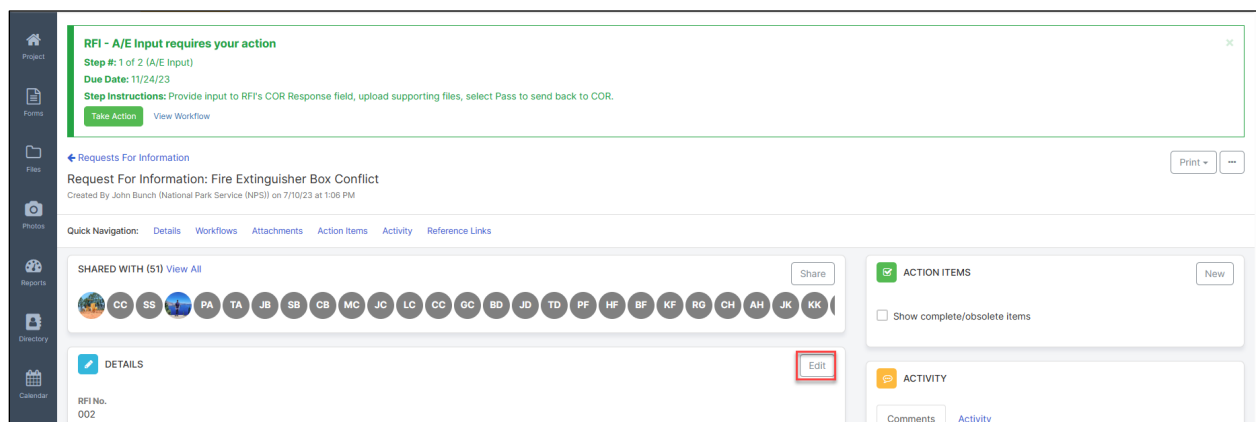 Project
Forms
Files
Photos
Reports
Directory
Calendar
RFI - A/E Input requires your action
×
Step #: 1 of 2 (A/E Input)
Due Date: 11/24/23
Step Instructions: Provide input to RFI's COR Response field, upload supporting files, select Pass to send back to COR.
Take Action View Workflow
Requests For Information
Print
Request For Information: Fire Extinguisher Box Conflict
Created By John Bunch (National Park Service (NPS)) on 7/10/23 at 1:06 PM
Quick Navigation: Details Workflows Attachments Action Items Activity Reference Links
SHARED WITH (51) View All
Share
CC SS PA TA JB SB CB MC JC LC CC GC BD JD TD PF HF BF KF RG CH AH JK KK
DETAILS
Edit
RFI No.
002
ACTION ITEMS
New
Show complete/obsolete items
ACTIVITY
Comments Activity